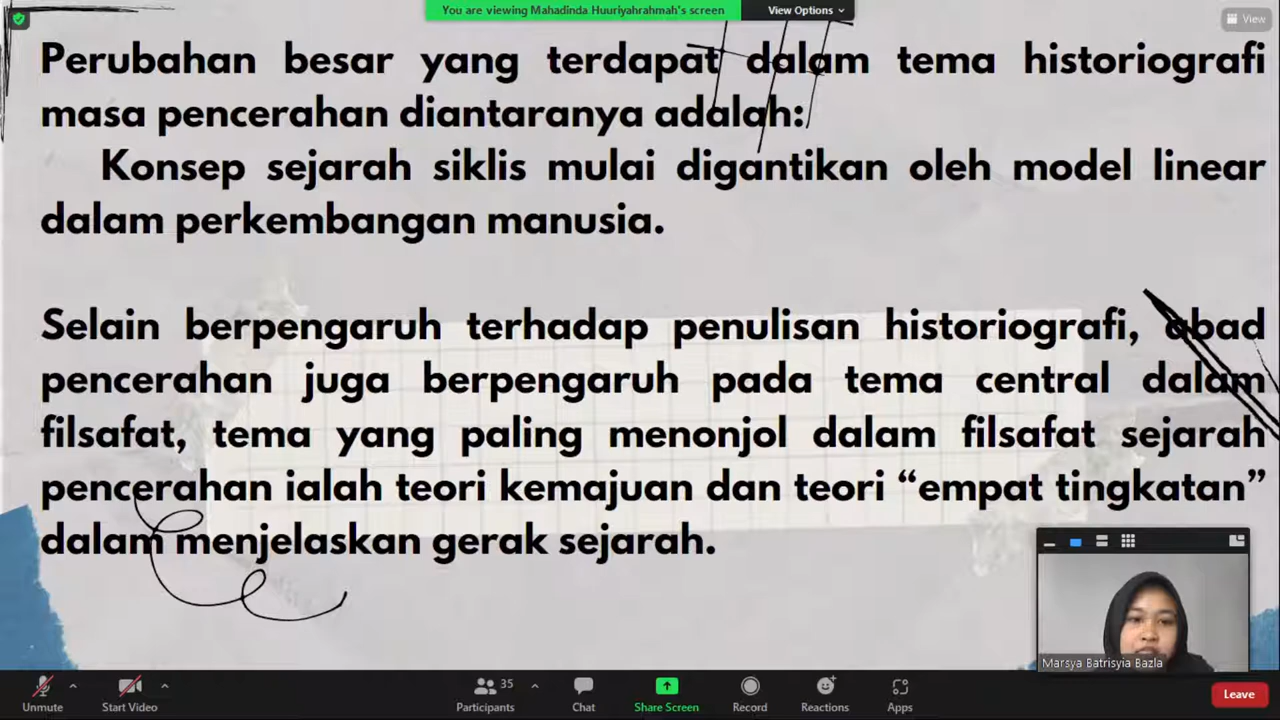 You are viewing Mahadinda Huuriyahrahmah's screen
View Options
View
Perubahan besar yang terdapat dalam tema historiografi
masa pencerahan diantaranya adalah:
Konsep sejarah siklis mulai digantikan oleh model linear
dalam perkembangan manusia.
Selain berpengaruh terhadap penulisan historiografi, abad
pencerahan juga berpengaruh pada tema central dalam
filsafat, tema yang paling menonjol dalam filsafat sejarah
pencerahan ialah teori kemajuan dan teori “empat tingkatan”
dalam menjelaskan gerak sejarah.
Marsya Batrisyia Bazla
Unmute
Start Video
35
Participants
Chat
Share Screen
Record
Reactions
Apps
Leave